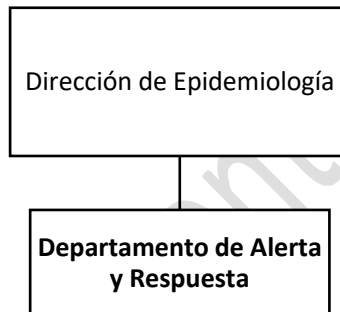 Dirección de Epidemiología
Departamento de Alerta
y Respuesta